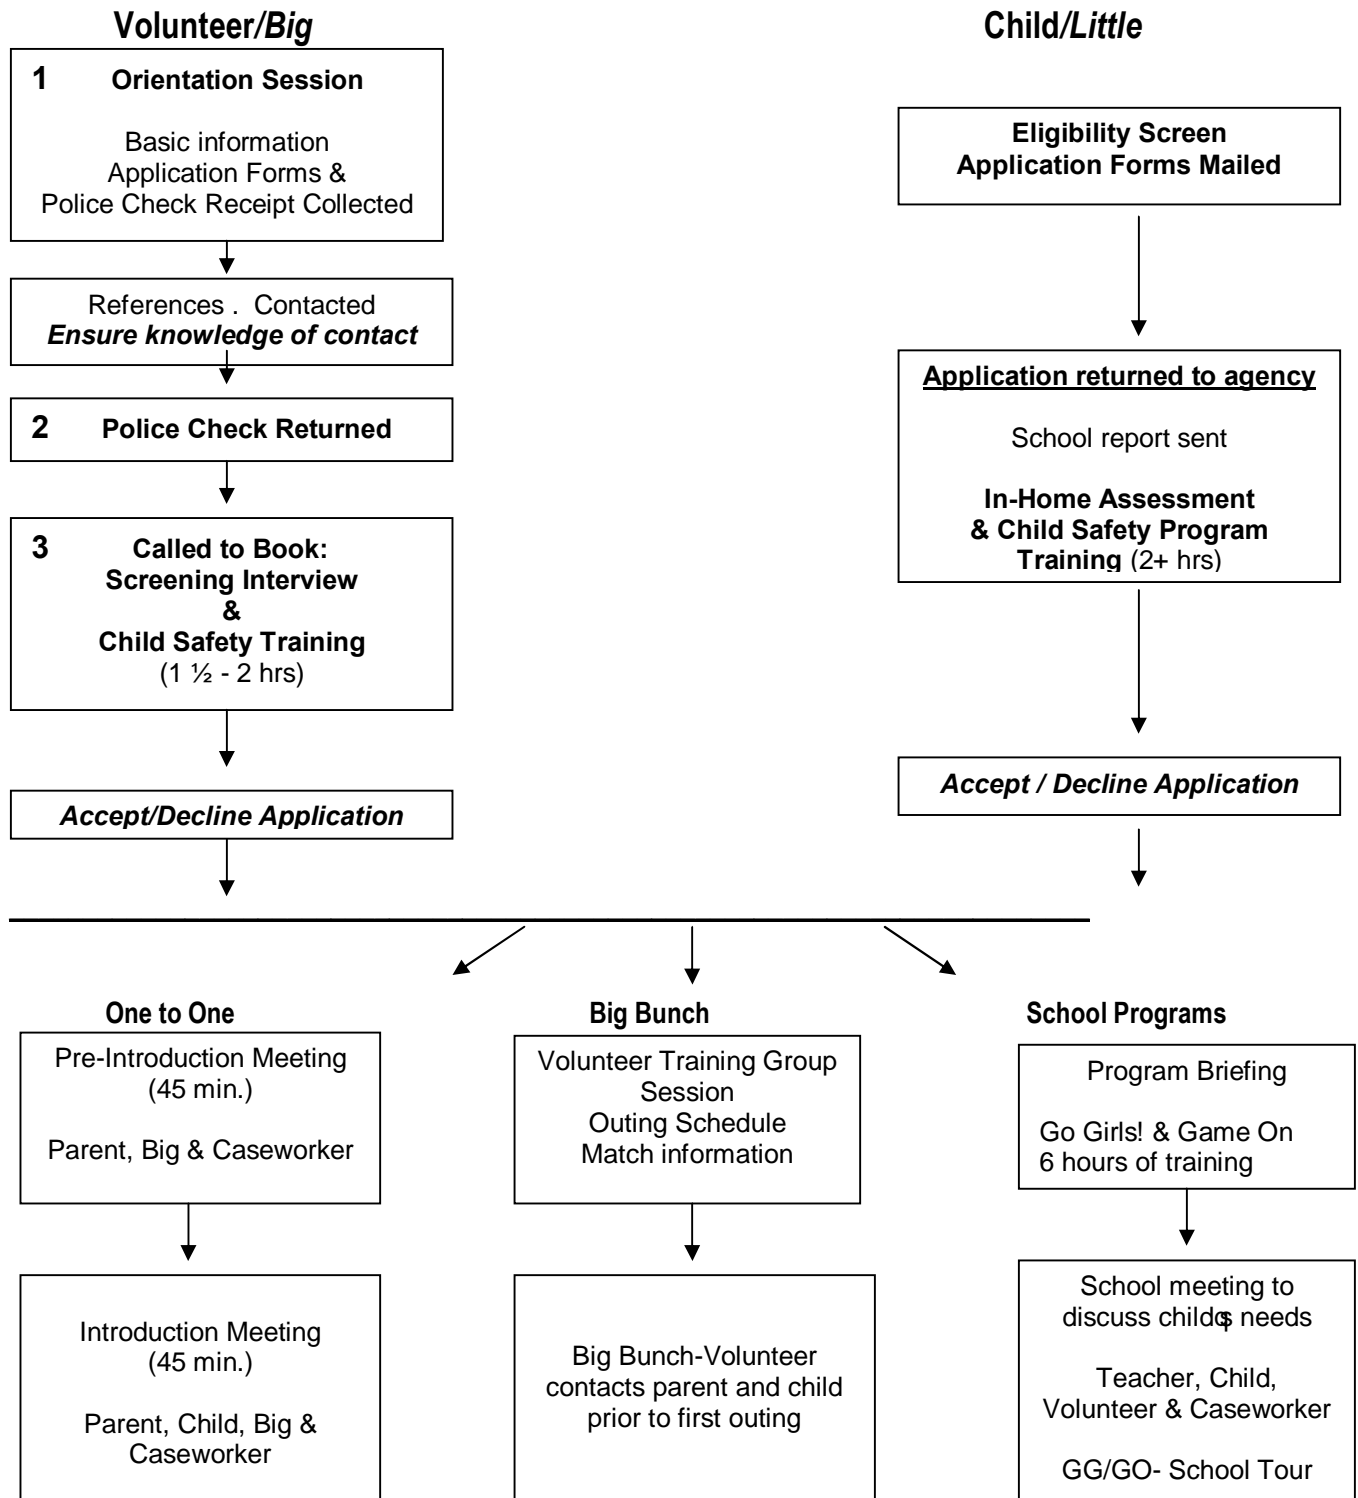 Volunteer/Big
1 Orientation Session
Basic information
Application Forms &
Police Check Receipt Collected
References . Contacted
Ensure knowledge of contact
2 Police Check Returned
3 Called to Book:
Screening Interview
&
Child Safety Training
(1 ½ - 2 hrs)
Accept/Decline Application
Child/Little
Eligibility Screen
Application Forms Mailed
Application returned to agency
School report sent
In-Home Assessment
& Child Safety Program
Training (2+ hrs)
Accept / Decline Application
One to One
Pre-Introduction Meeting
(45 min.)
Parent, Big & Caseworker
Introduction Meeting
(45 min.)
Parent, Child, Big &
Caseworker
Big Bunch
Volunteer Training Group
Session
Outing Schedule
Match information
Big Bunch-Volunteer
contacts parent and child
prior to first outing
School Programs
Program Briefing
Go Girls! & Game On
6 hours of training
School meeting to
discuss needs
Teacher, Child,
Volunteer & Caseworker
GG/GO- School Tour